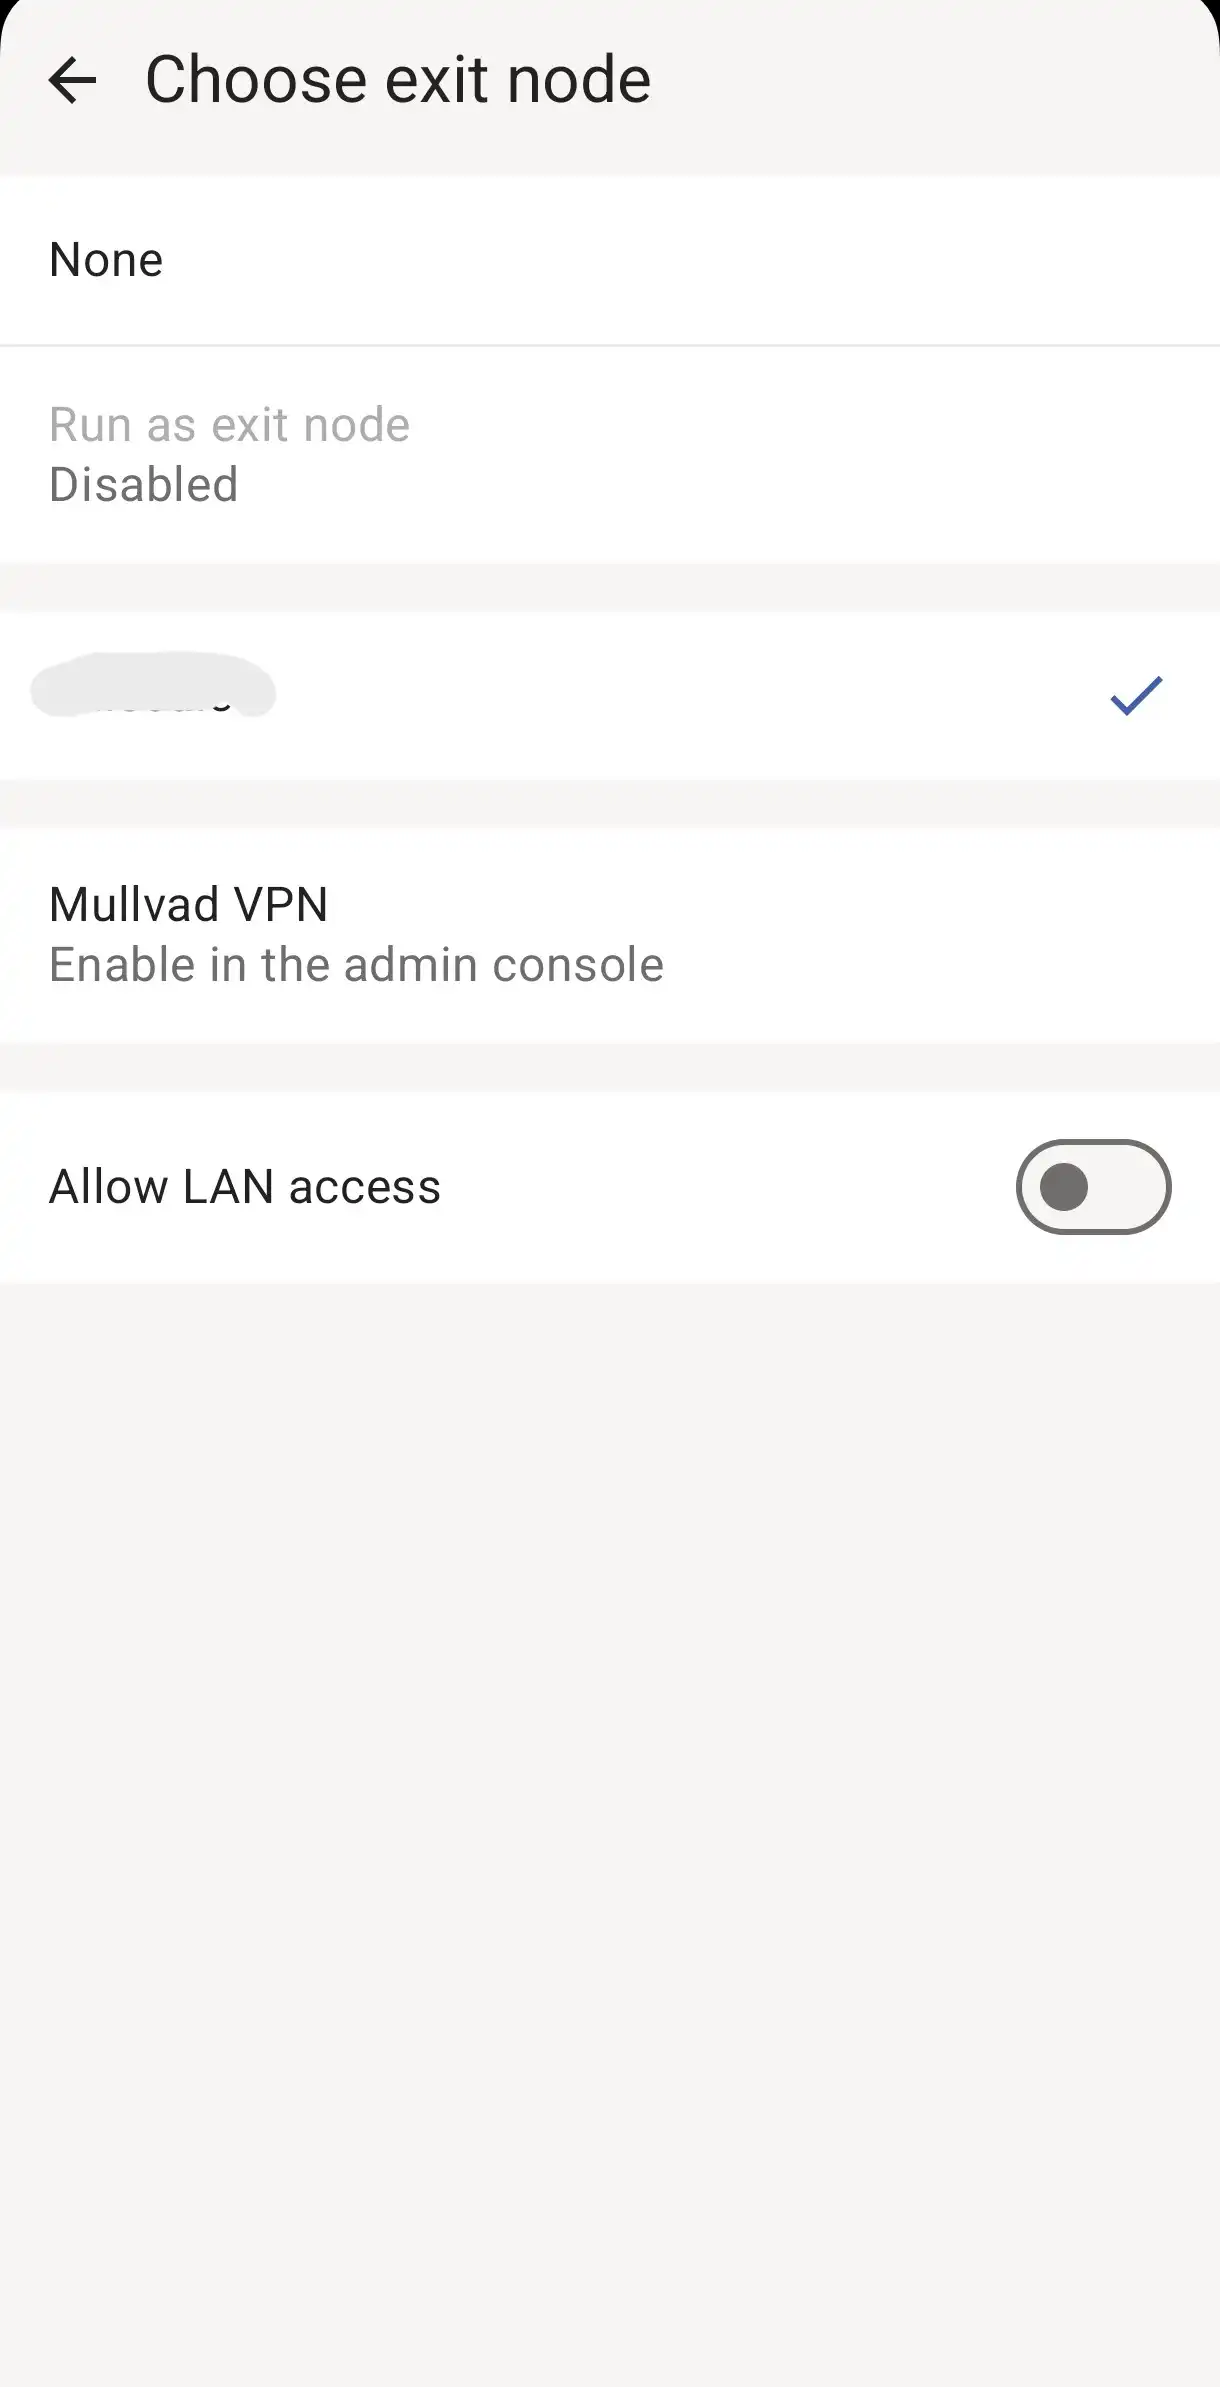 Choose exit node
None
Run as exit node
Disabled
Mullvad VPN
Enable in the admin console
Allow LAN access